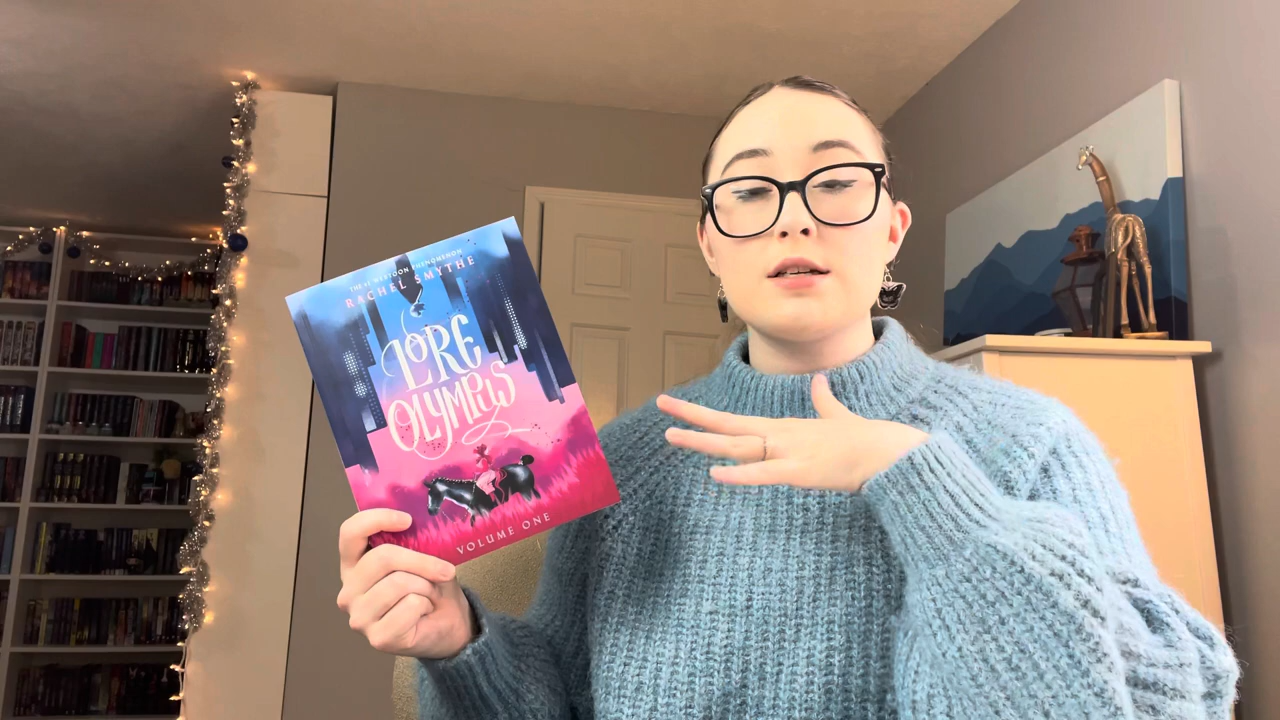 THE #1 WEBTOON PHENOMENON
RACHEL SMYTHE
LORE
OLYMPUS
VOLUME ONE